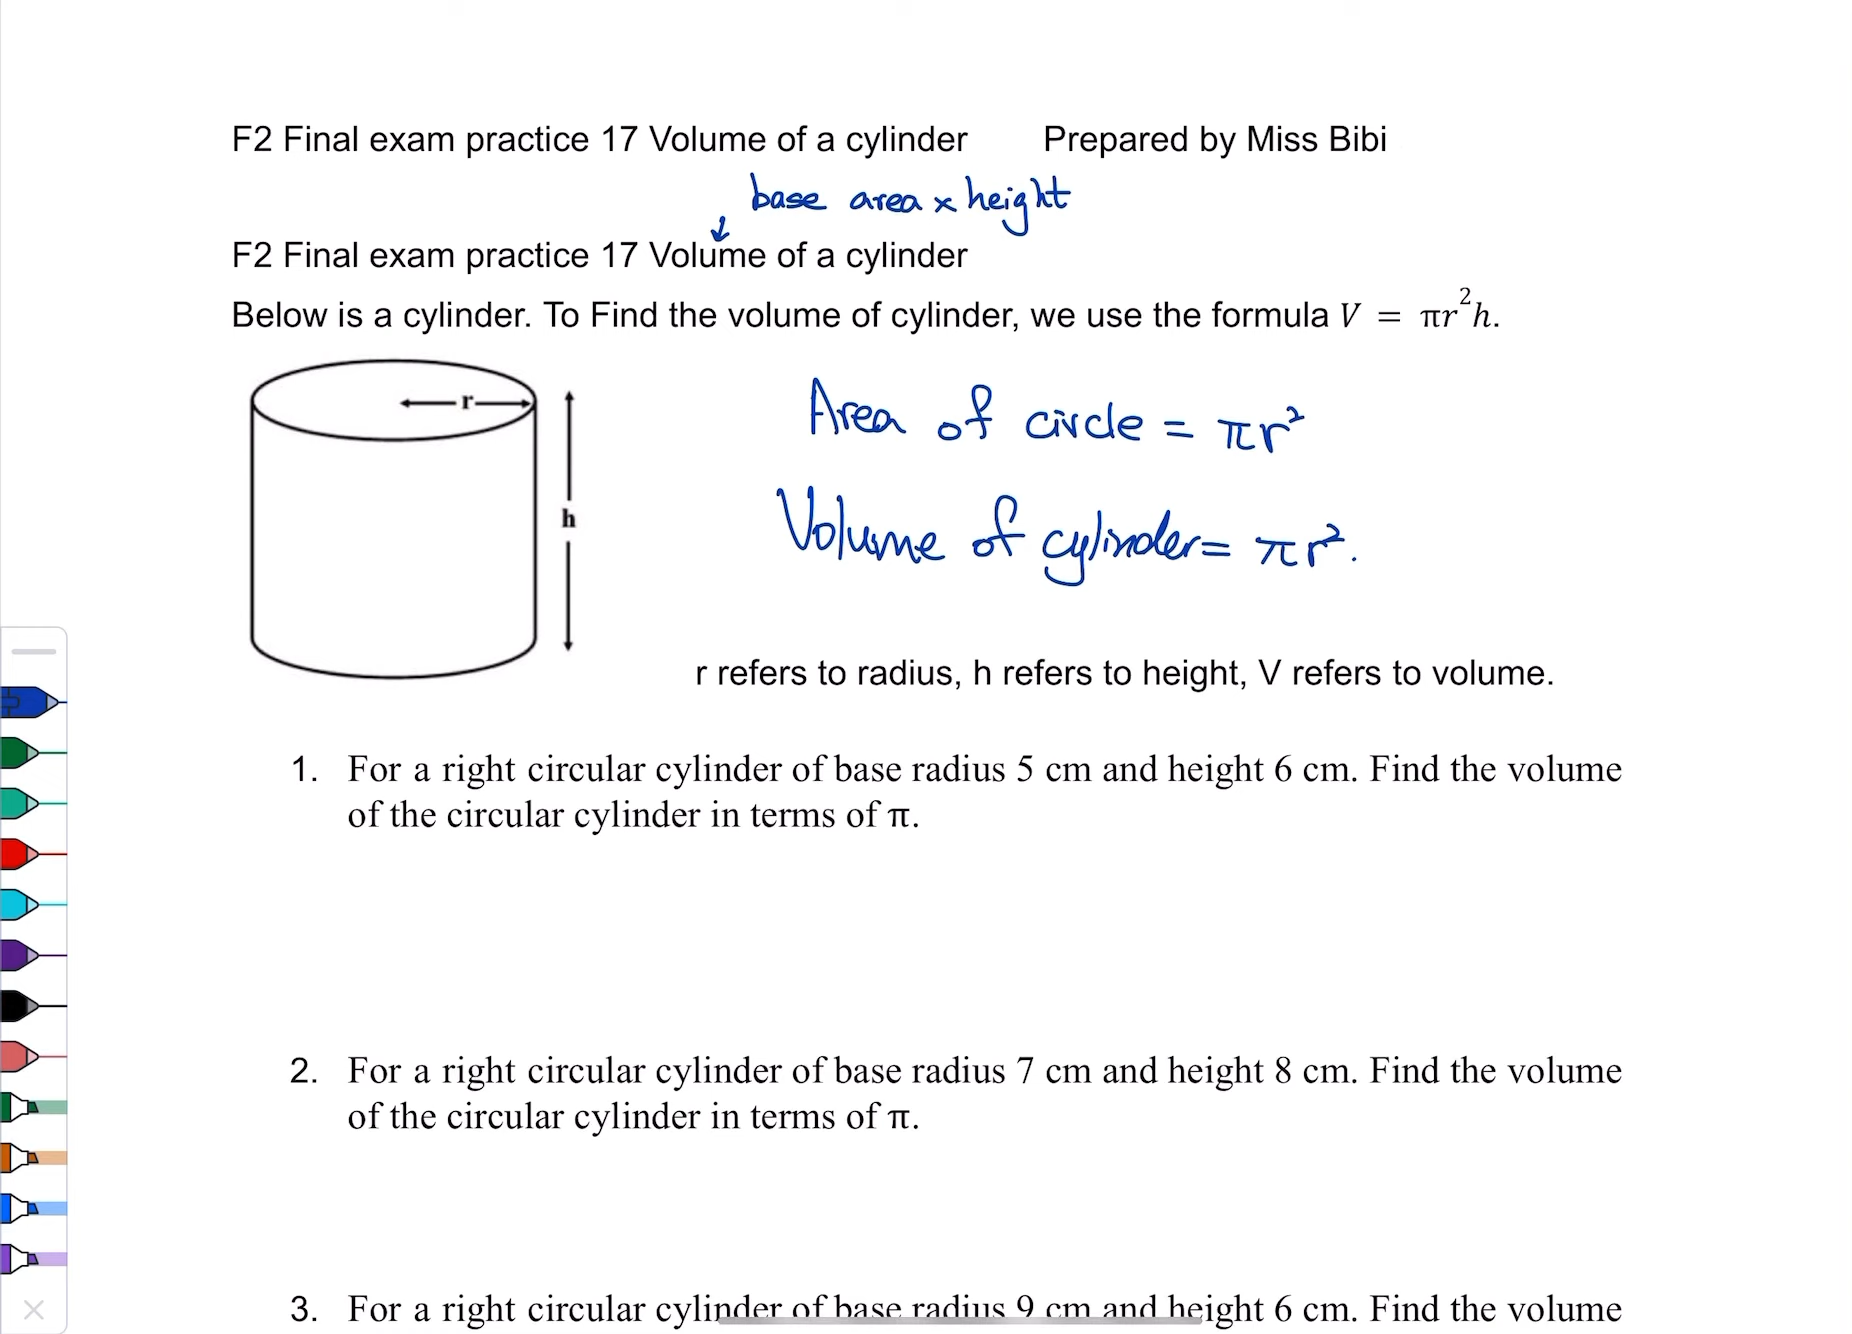 F2 Final exam practice 17 Volume of a cylinder Prepared by Miss Bibi
base area x height
F2 Final exam practice 17 Volume of a cylinder
Below is a cylinder. To Find the volume of cylinder, we use the formula V = πr²h.
r
h
Area of circle = πr²
Volume of cylinder= πr².
r refers to radius, h refers to height, V refers to volume.
1. For a right circular cylinder of base radius 5 cm and height 6 cm. Find the volume
of the circular cylinder in terms of π.
2. For a right circular cylinder of base radius 7 cm and height 8 cm. Find the volume
of the circular cylinder in terms of π.
3. For a right circular cylinder of base radius 9 cm and height 6 cm. Find the volume